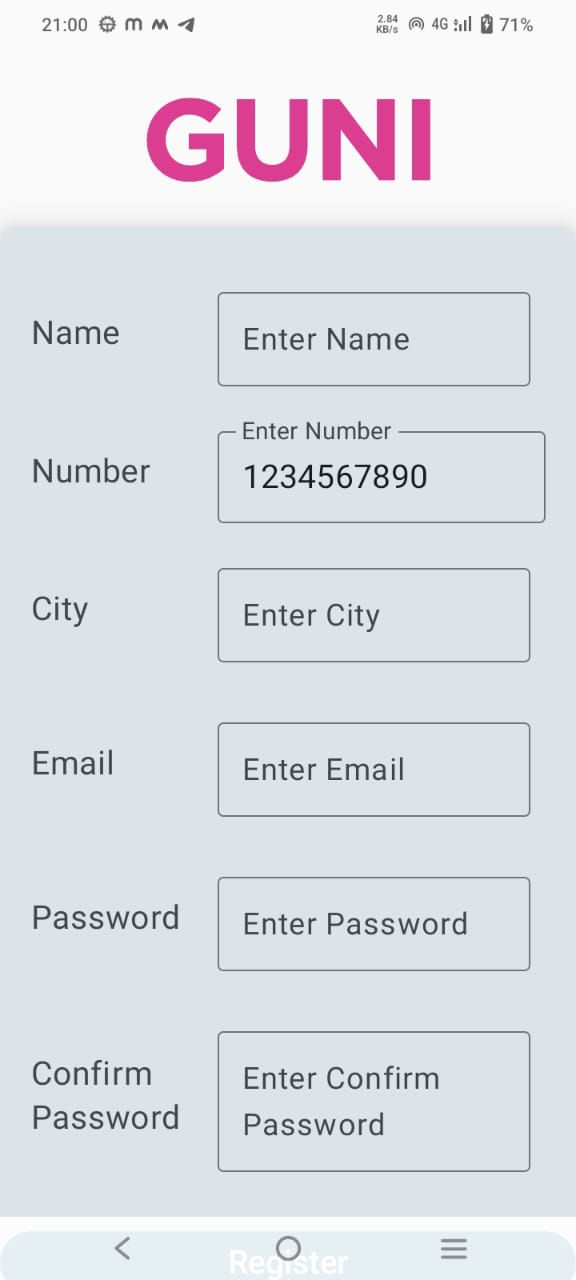 21:00 2.84 KB/s 4G 71%
GUNI
Name
Enter Name
Enter Number
Number
1234567890
City
Enter City
Email
Enter Email
Password
Enter Password
Confirm
Password
Enter Confirm
Password
Register